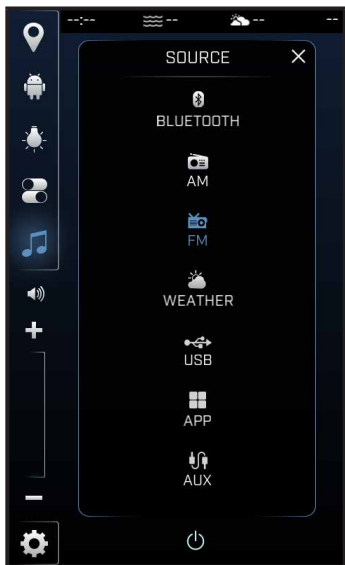 --:-- -- -- --
SOURCE
BLUETOOTH
AM
FM
WEATHER
USB
APP
AUX